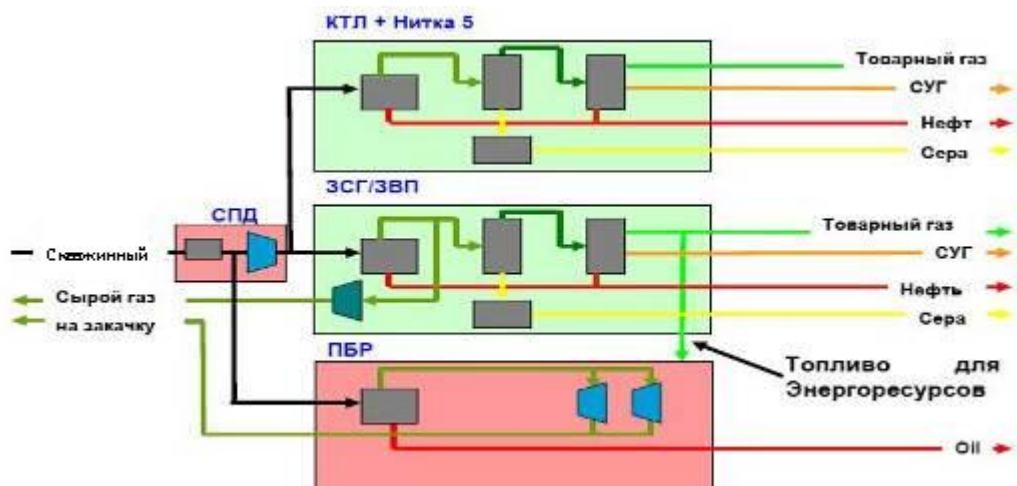 КТЛ + Нитка 5
Товарный газ
СУГ
Нефт
Сера
ЗСГ/ЗВП
СПД
Товарный газ
Скважинный
СУГ
Сырой газ
Нефть
на закачку
Сера
ПБР
Топливо для
Энергоресурсов
Oil